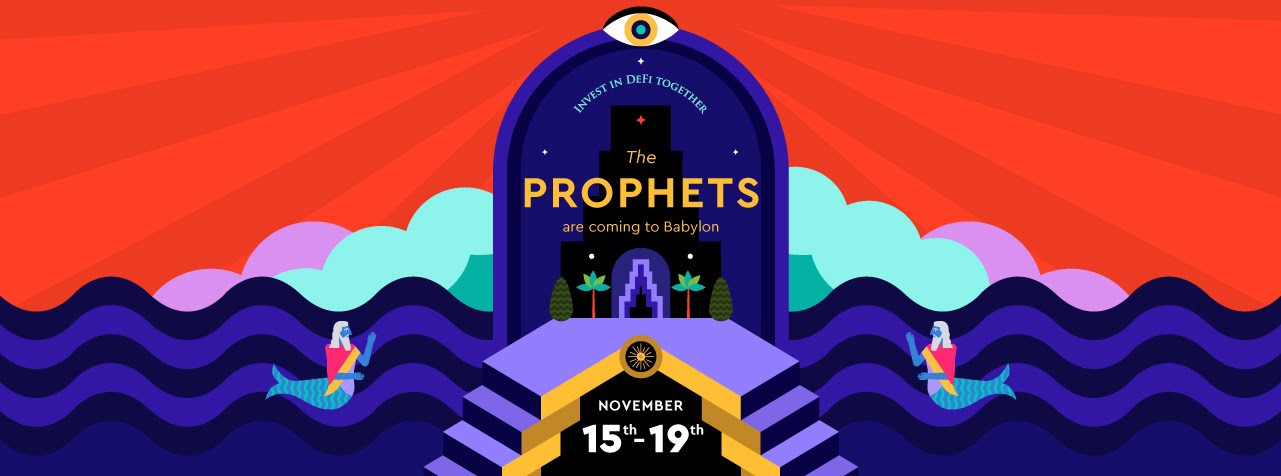 INVEST IN DEFI TOGETHER
The
PROPHETS
are coming to Babylon
NOVEMBER
15th-19th